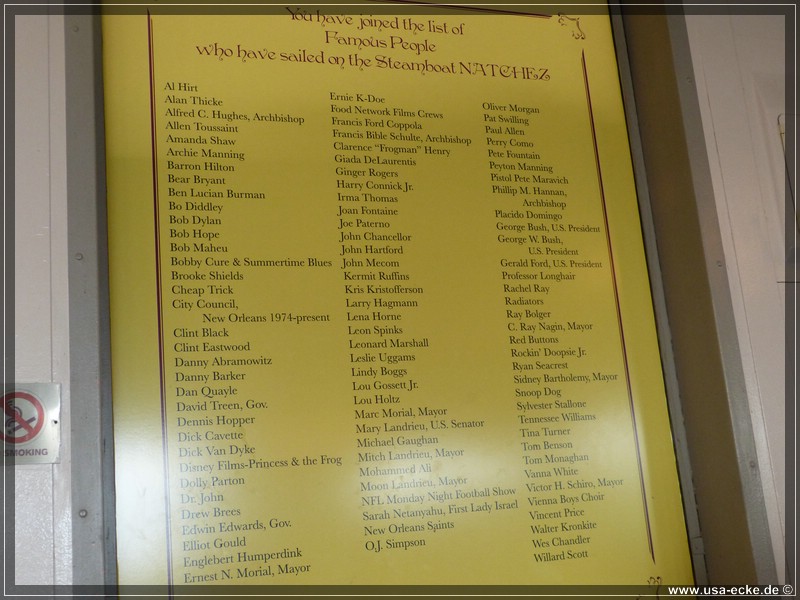 You have joined the list of
Famous People
who have sailed on the Steamboat NATCHEZ
Al Hirt
Alan Thicke
Alfred C. Hughes, Archbishop
Allen Toussaint
Amanda Shaw
Archie Manning
Barron Hilton
Bear Bryant
Ben Lucian Burman
Bo Diddley
Bob Dylan
Bob Hope
Bob Maheu
Bobby Cure & Summertime Blues
Brooke Shields
Cheap Trick
City Council,
New Orleans 1974-present
Clint Black
Clint Eastwood
Danny Abramowitz
Danny Barker
Dan Quayle
David Treen, Gov.
Dennis Hopper
Dick Cavette
Dick Van Dyke
Disney Films-Princess & the Frog
Dolly Parton
Dr. John
Drew Brees
Edwin Edwards, Gov.
Elliot Gould
Englebert Humperdink
Ernest N. Morial, Mayor
Ernie K-Doe
Food Network Films Crews
Francis Ford Coppola
Francis Bible Schulte, Archbishop
Clarence "Frogman" Henry
Giada DeLaurentis
Ginger Rogers
Harry Connick Jr.
Irma Thomas
Joan Fontaine
Joe Paterno
John Chancellor
John Hartford
John Mecom
Kermit Ruffins
Kris Kristofferson
Larry Hagmann
Lena Horne
Leon Spinks
Leonard Marshall
Leslie Uggams
Lindy Boggs
Lou Gossett Jr.
Lou Holtz
Marc Morial, Mayor
Mary Landrieu, U.S. Senator
Michael Gaughan
Mitch Landrieu, Mayor
Mohammed Ali
Moon Landrieu, Mayor
NFL Monday Night Football Show
Sarah Netanyahu, First Lady Israel
New Orleans Saints
O.J. Simpson
Oliver Morgan
Pat Swilling
Paul Allen
Perry Como
Pete Fountain
Peyton Manning
Pistol Pete Maravich
Phillip M. Hannan,
Archbishop
Placido Domingo
George Bush, U.S. President
George W. Bush,
U.S. President
Gerald Ford, U.S. President
Professor Longhair
Rachel Ray
Radiators
Ray Bolger
C. Ray Nagin, Mayor
Red Buttons
Rockin' Doopsie Jr.
Ryan Seacrest
Sidney Bartholemy, Mayor
Snoop Dog
Sylvester Stallone
Tennessee Williams
Tina Turner
Tom Benson
Tom Monaghan
Vanna White
Victor H. Schiro, Mayor
Vienna Boys Choir
Vincent Price
Walter Kronkite
Wes Chandler
Willard Scott
SMOKING
www.usa-ecke.de ©